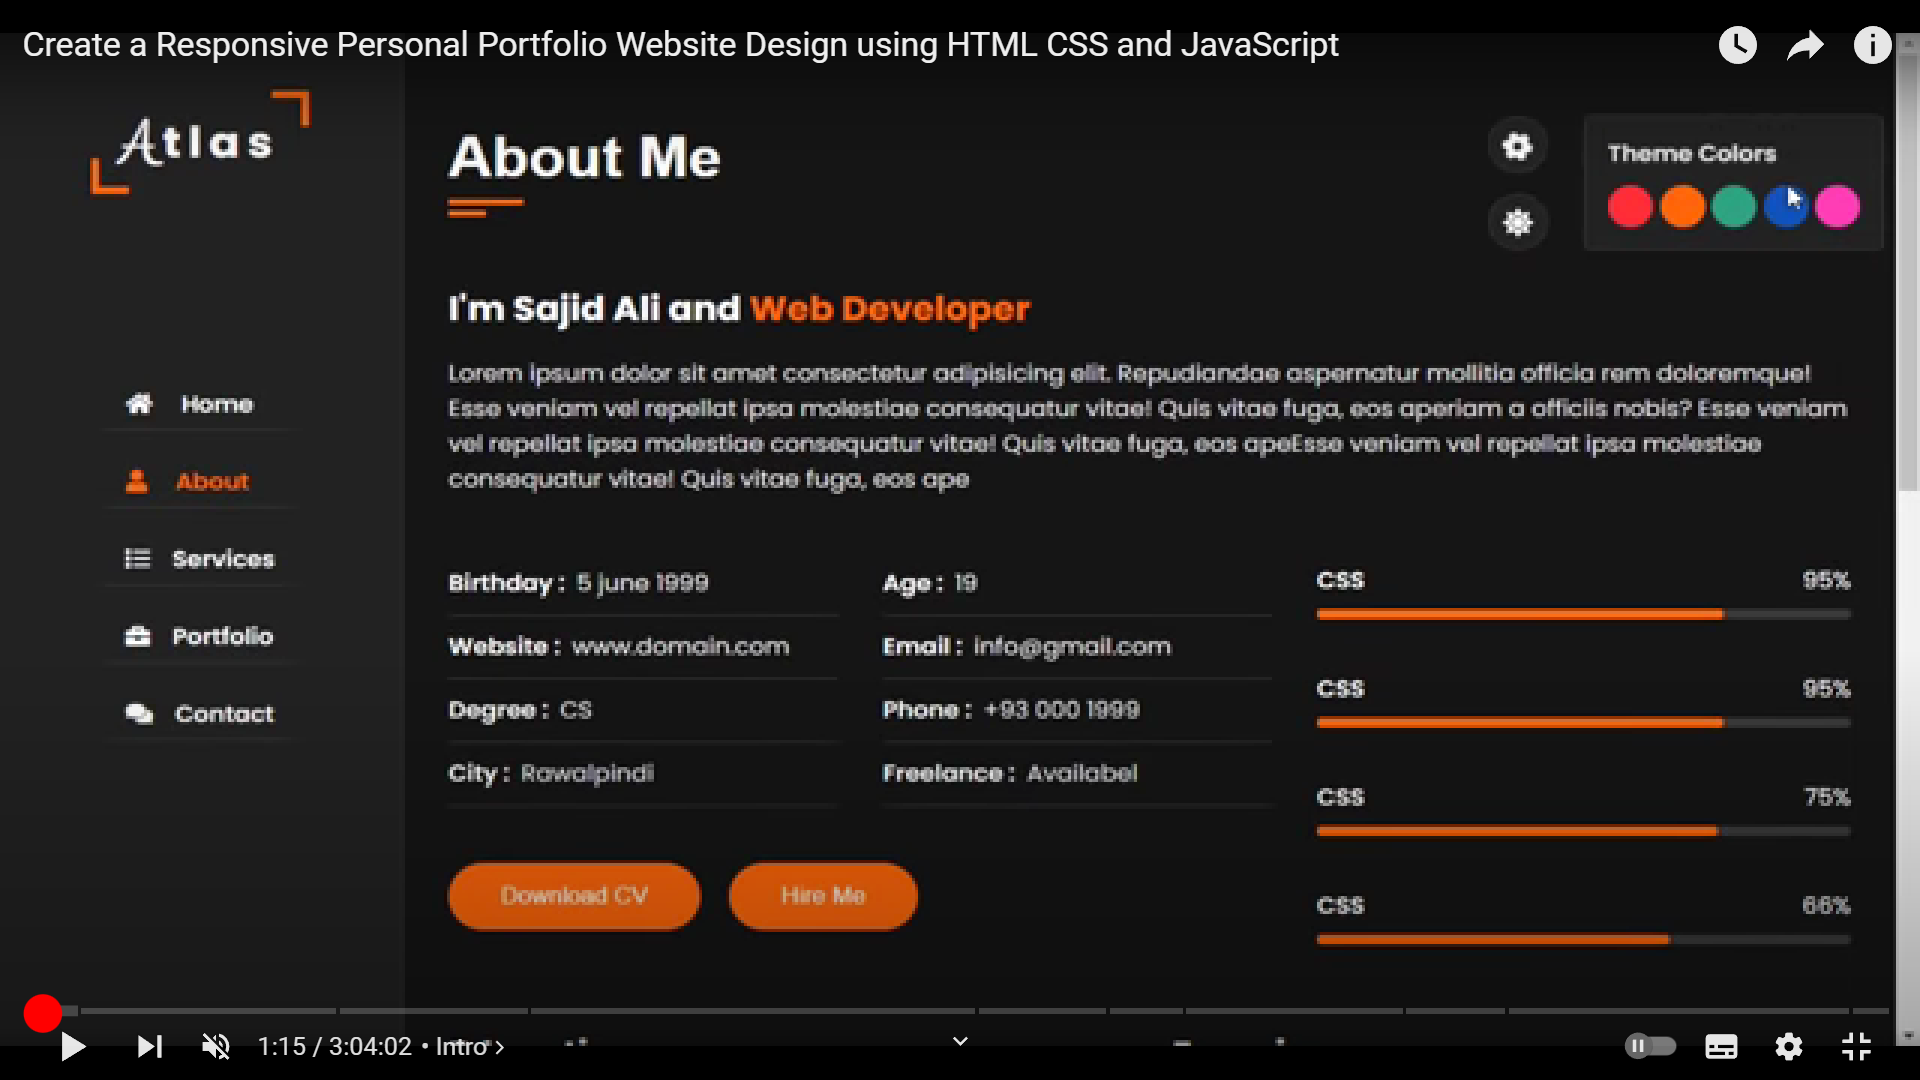 Create a Responsive Personal Portfolio Website Design using HTML CSS and JavaScript
Atlas
Home
About
Services
Portfolio
Contact
About Me
Theme Colors
I'm Sajid Ali and Web Developer
Lorem ipsum dolor sit amet consectetur adipisicing elit. Repudiandae aspernatur mollitia officia rem doloremque!
Esse veniam vel repellat ipsa molestiae consequatur vitae! Quis vitae fuga, eos aperiam a officiis nobis? Esse veniam
vel repellat ipsa molestiae consequatur vitae! Quis vitae fuga, eos apeEsse veniam vel repellat ipsa molestiae
consequatur vitae! Quis vitae fuga, eos ape
Birthday : 5 june 1999
Age : 19
Website : www.domain.com
Email : info@gmail.com
Degree : CS
Phone : +93 000 1999
City : Rawalpindi
Freelance : Availabel
CSS 95%
CSS 95%
CSS 75%
CSS 66%
Download CV
Hire Me
1:15 / 3:04:02 • Intro